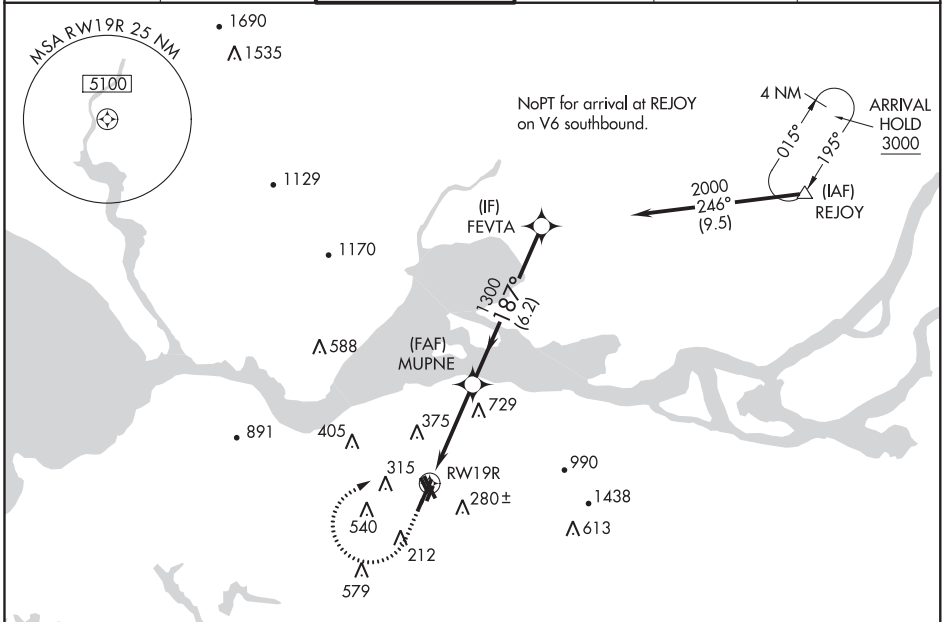 MSA RW19R 25 NM
5100
1690
1535
NoPT for arrival at REJOY
on V6 southbound.
4 NM
ARRIVAL
HOLD
3000
015°
195°
(IAF)
REJOY
2000
246°
(9.5)
1129
(IF)
FEVTA
1170
1300
187°
(6.2)
588
(FAF)
MUPNE
729
375
405
891
315
RW19R
990
280±
1438
540
613
212
579